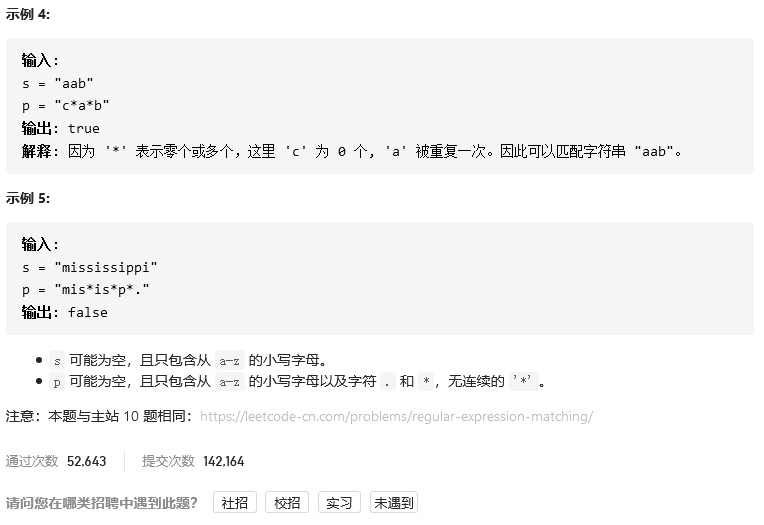 示例 4:
输入:
s = "aab"
p = "c*a*b"
输出: true
解释: 因为 '*' 表示零个或多个，这里 'c' 为 0 个, 'a' 被重复一次。因此可以匹配字符串 "aab"。
示例 5:
输入:
s = "mississippi"
p = "mis*is*p*."
输出: false
s 可能为空，且只包含从 a-z 的小写字母。
p 可能为空，且只包含从 a-z 的小写字母以及字符 . 和 *，无连续的 '*'。
注意：本题与主站 10 题相同：https://leetcode-cn.com/problems/regular-expression-matching/
通过次数 52,643 提交次数 142,164
请问您在哪类招聘中遇到此题？ 社招 校招 实习 未遇到